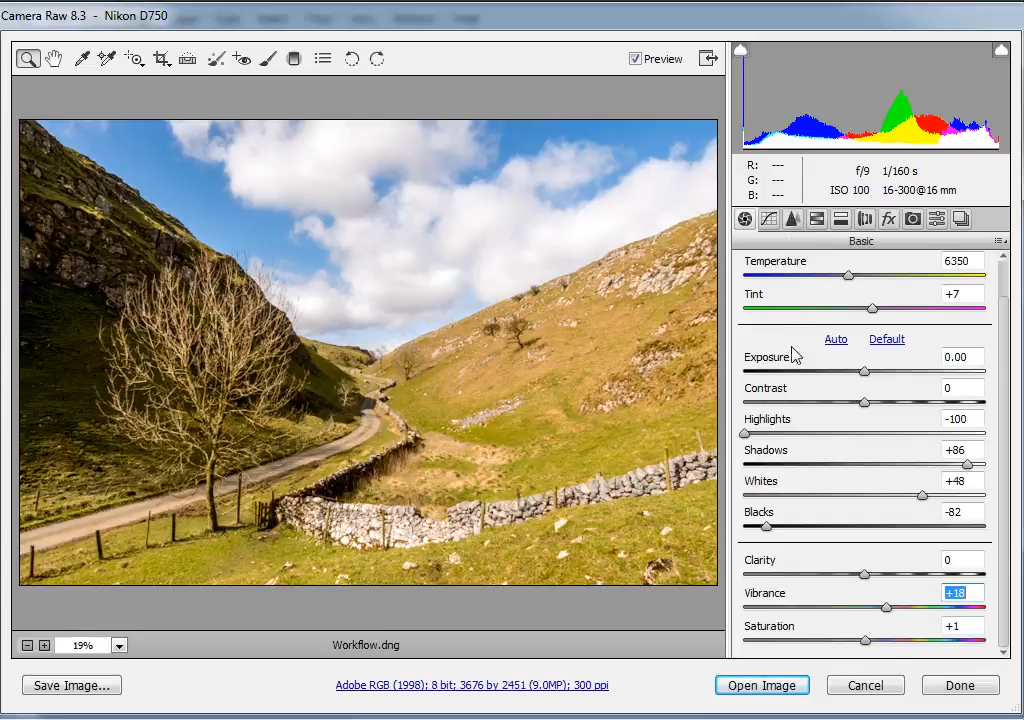 Camera Raw 8.3 - Nikon D750
Preview
R: ---
G: ---
B: ---
f/9 1/160 s
ISO 100 16-300@16 mm
fx
Basic
Temperature 6350
Tint +7
Auto Default
Exposure 0.00
Contrast 0
Highlights -100
Shadows +86
Whites +48
Blacks -82
Clarity 0
Vibrance +18
Saturation +1
19%
Workflow.dng
Save Image...
Adobe RGB (1998); 8 bit; 3676 by 2451 (9.0MP); 300 ppi
Open Image
Cancel
Done